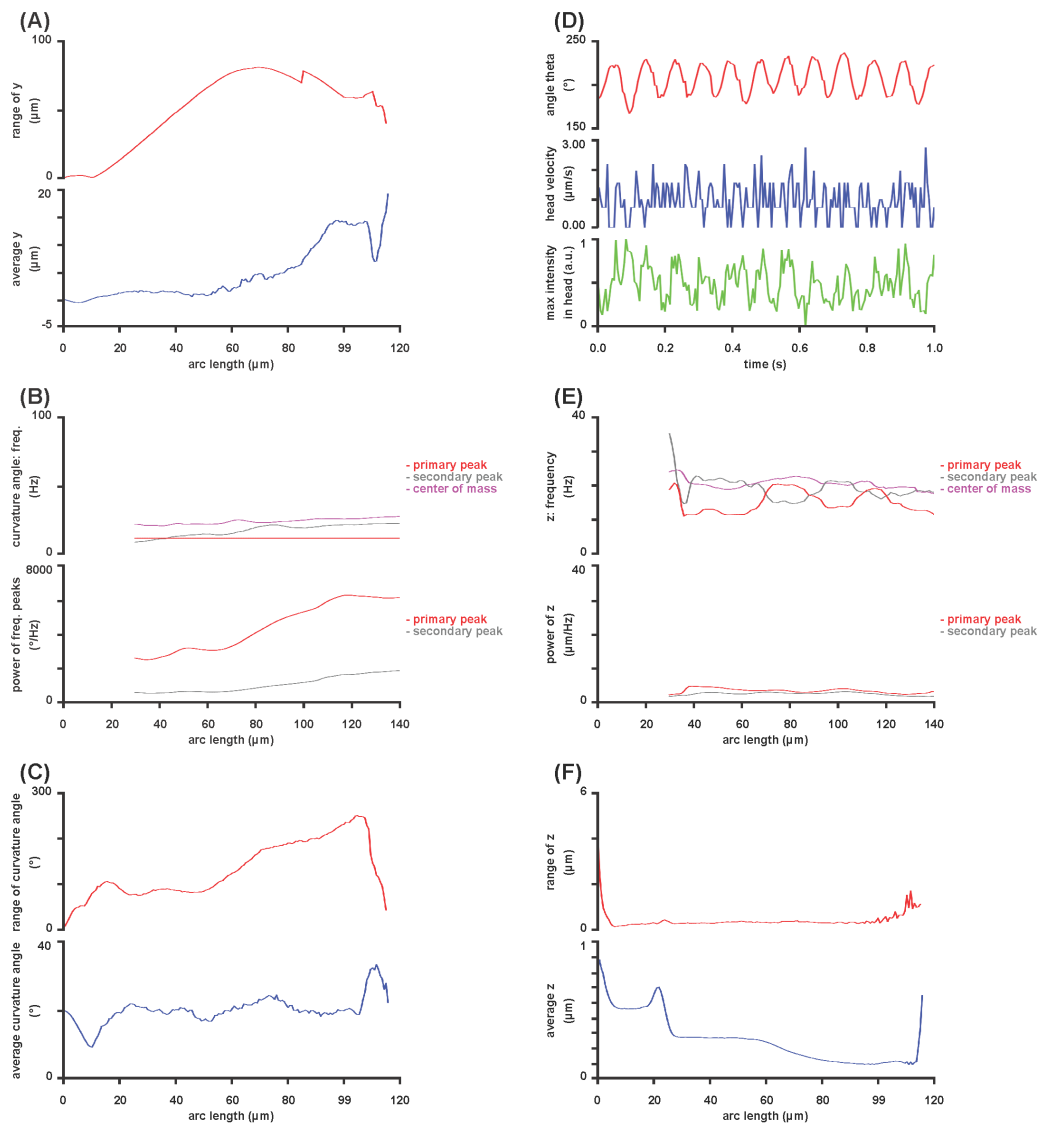 (A)
100
range of y
(µm)
0
20
average y
(µm)
-5
0 20 40 60 80 99 120
arc length (µm)
(D)
250
angle theta
(°)
150
3.00
head velocity
(µm/s)
0.00
1
max intensity
in head (a.u.)
0
0.0 0.2 0.4 0.6 0.8 1.0
time (s)
(B)
100
curvature angle: freq.
(Hz)
0
- primary peak
- secondary peak
- center of mass
8000
power of freq. peaks
(°/Hz)
0
- primary peak
- secondary peak
0 20 40 60 80 100 120 140
arc length (µm)
(E)
40
z: frequency
(Hz)
0
- primary peak
- secondary peak
- center of mass
40
power of z
(µm/Hz)
0
- primary peak
- secondary peak
0 20 40 60 80 100 120 140
arc length (µm)
(C)
300
range of curvature angle
(°)
0
40
average curvature angle
(°)
0
0 20 40 60 80 99 120
arc length (µm)
(F)
6
range of z
(µm)
0
1
average z
(µm)
0
0 20 40 60 80 99 120
arc length (µm)